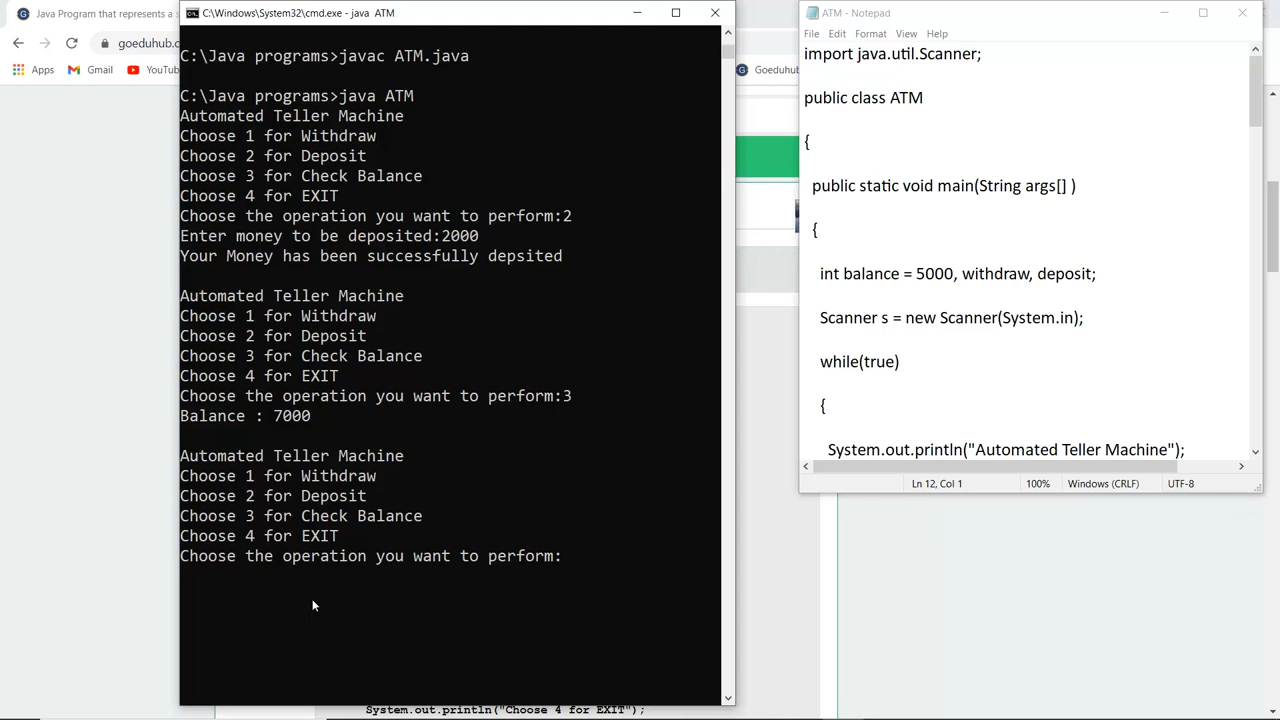 Java Program that represents a s
goeduhub.c
Apps
Gmail
YouTub
Goeduhub
C:\Windows\System32\cmd.exe - java ATM
C:\Java programs>javac ATM.java
C:\Java programs>java ATM
Automated Teller Machine
Choose 1 for Withdraw
Choose 2 for Deposit
Choose 3 for Check Balance
Choose 4 for EXIT
Choose the operation you want to perform:2
Enter money to be deposited:2000
Your Money has been successfully depsited
Automated Teller Machine
Choose 1 for Withdraw
Choose 2 for Deposit
Choose 3 for Check Balance
Choose 4 for EXIT
Choose the operation you want to perform:3
Balance : 7000
Automated Teller Machine
Choose 1 for Withdraw
Choose 2 for Deposit
Choose 3 for Check Balance
Choose 4 for EXIT
Choose the operation you want to perform:
System.out.println("Choose 4 for EXIT");
ATM - Notepad
File Edit Format View Help
import java.util.Scanner;
public class ATM
{
public static void main(String args[] )
{
int balance = 5000, withdraw, deposit;
Scanner s = new Scanner(System.in);
while(true)
{
System.out.println("Automated Teller Machine");
Ln 12, Col 1 100% Windows (CRLF) UTF-8